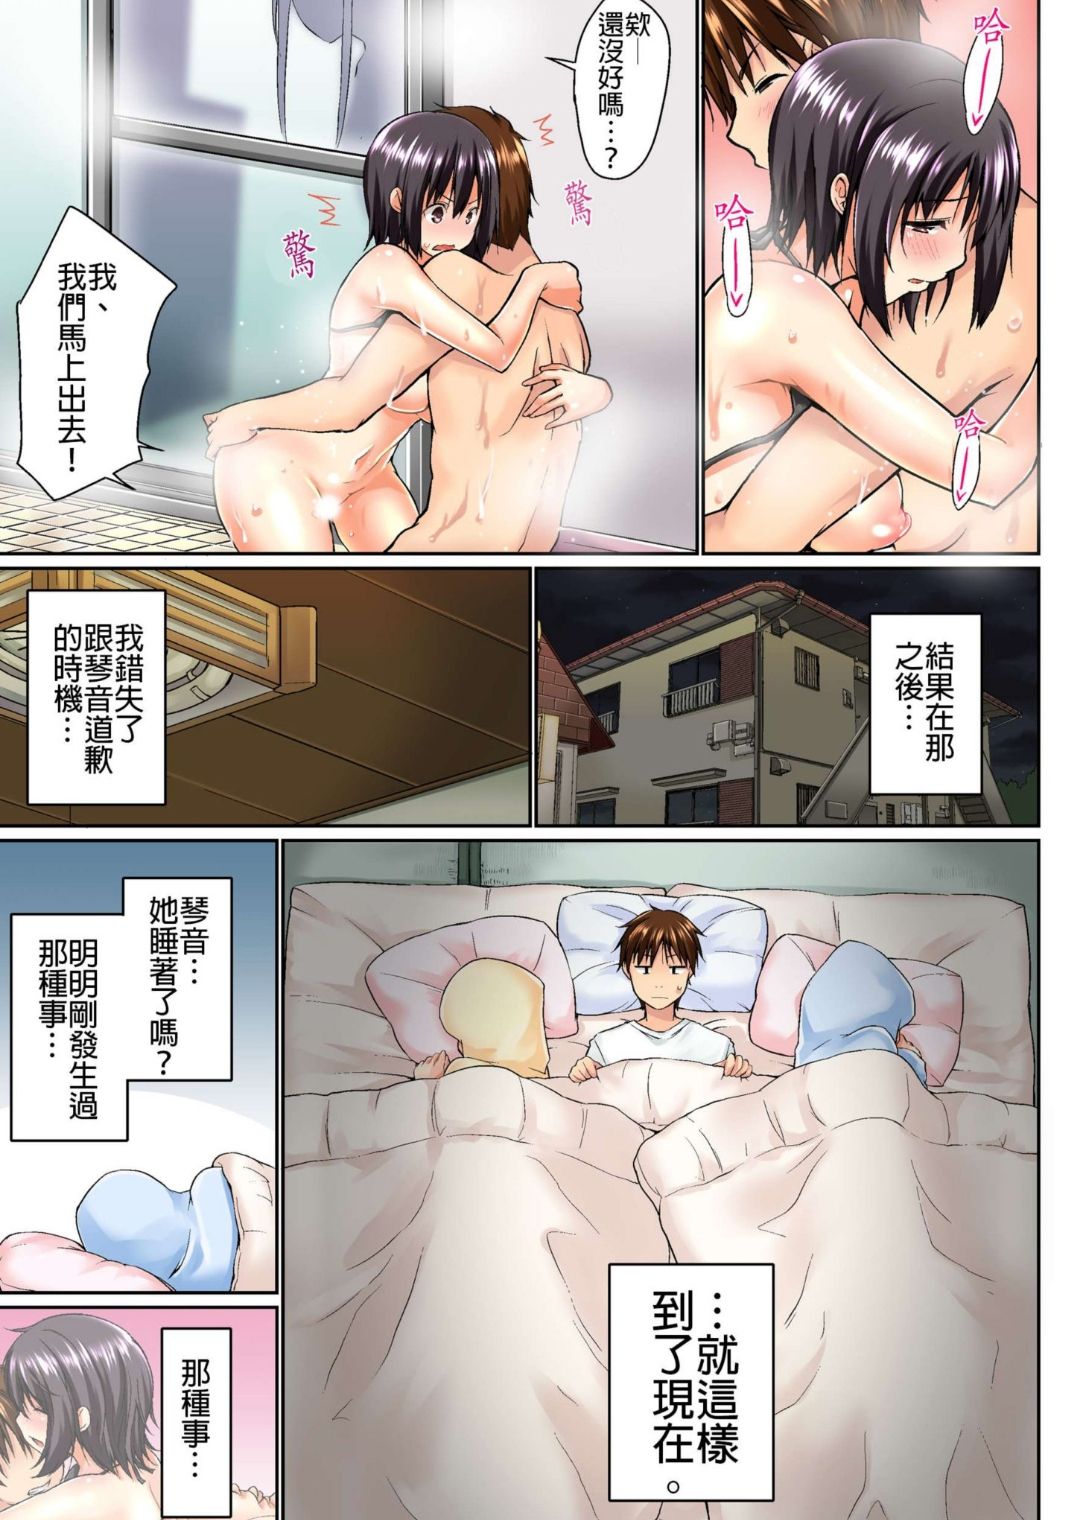 哈
哈
哈
欸—
還沒好嗎…？
驚
驚
我、
我們馬上出去！
結果在那
之後…
我錯失了
跟琴音道歉
的時機…
…就這樣
到了現在。
琴音…
她睡著了嗎？
明明剛發生過
那種事…
那種事…